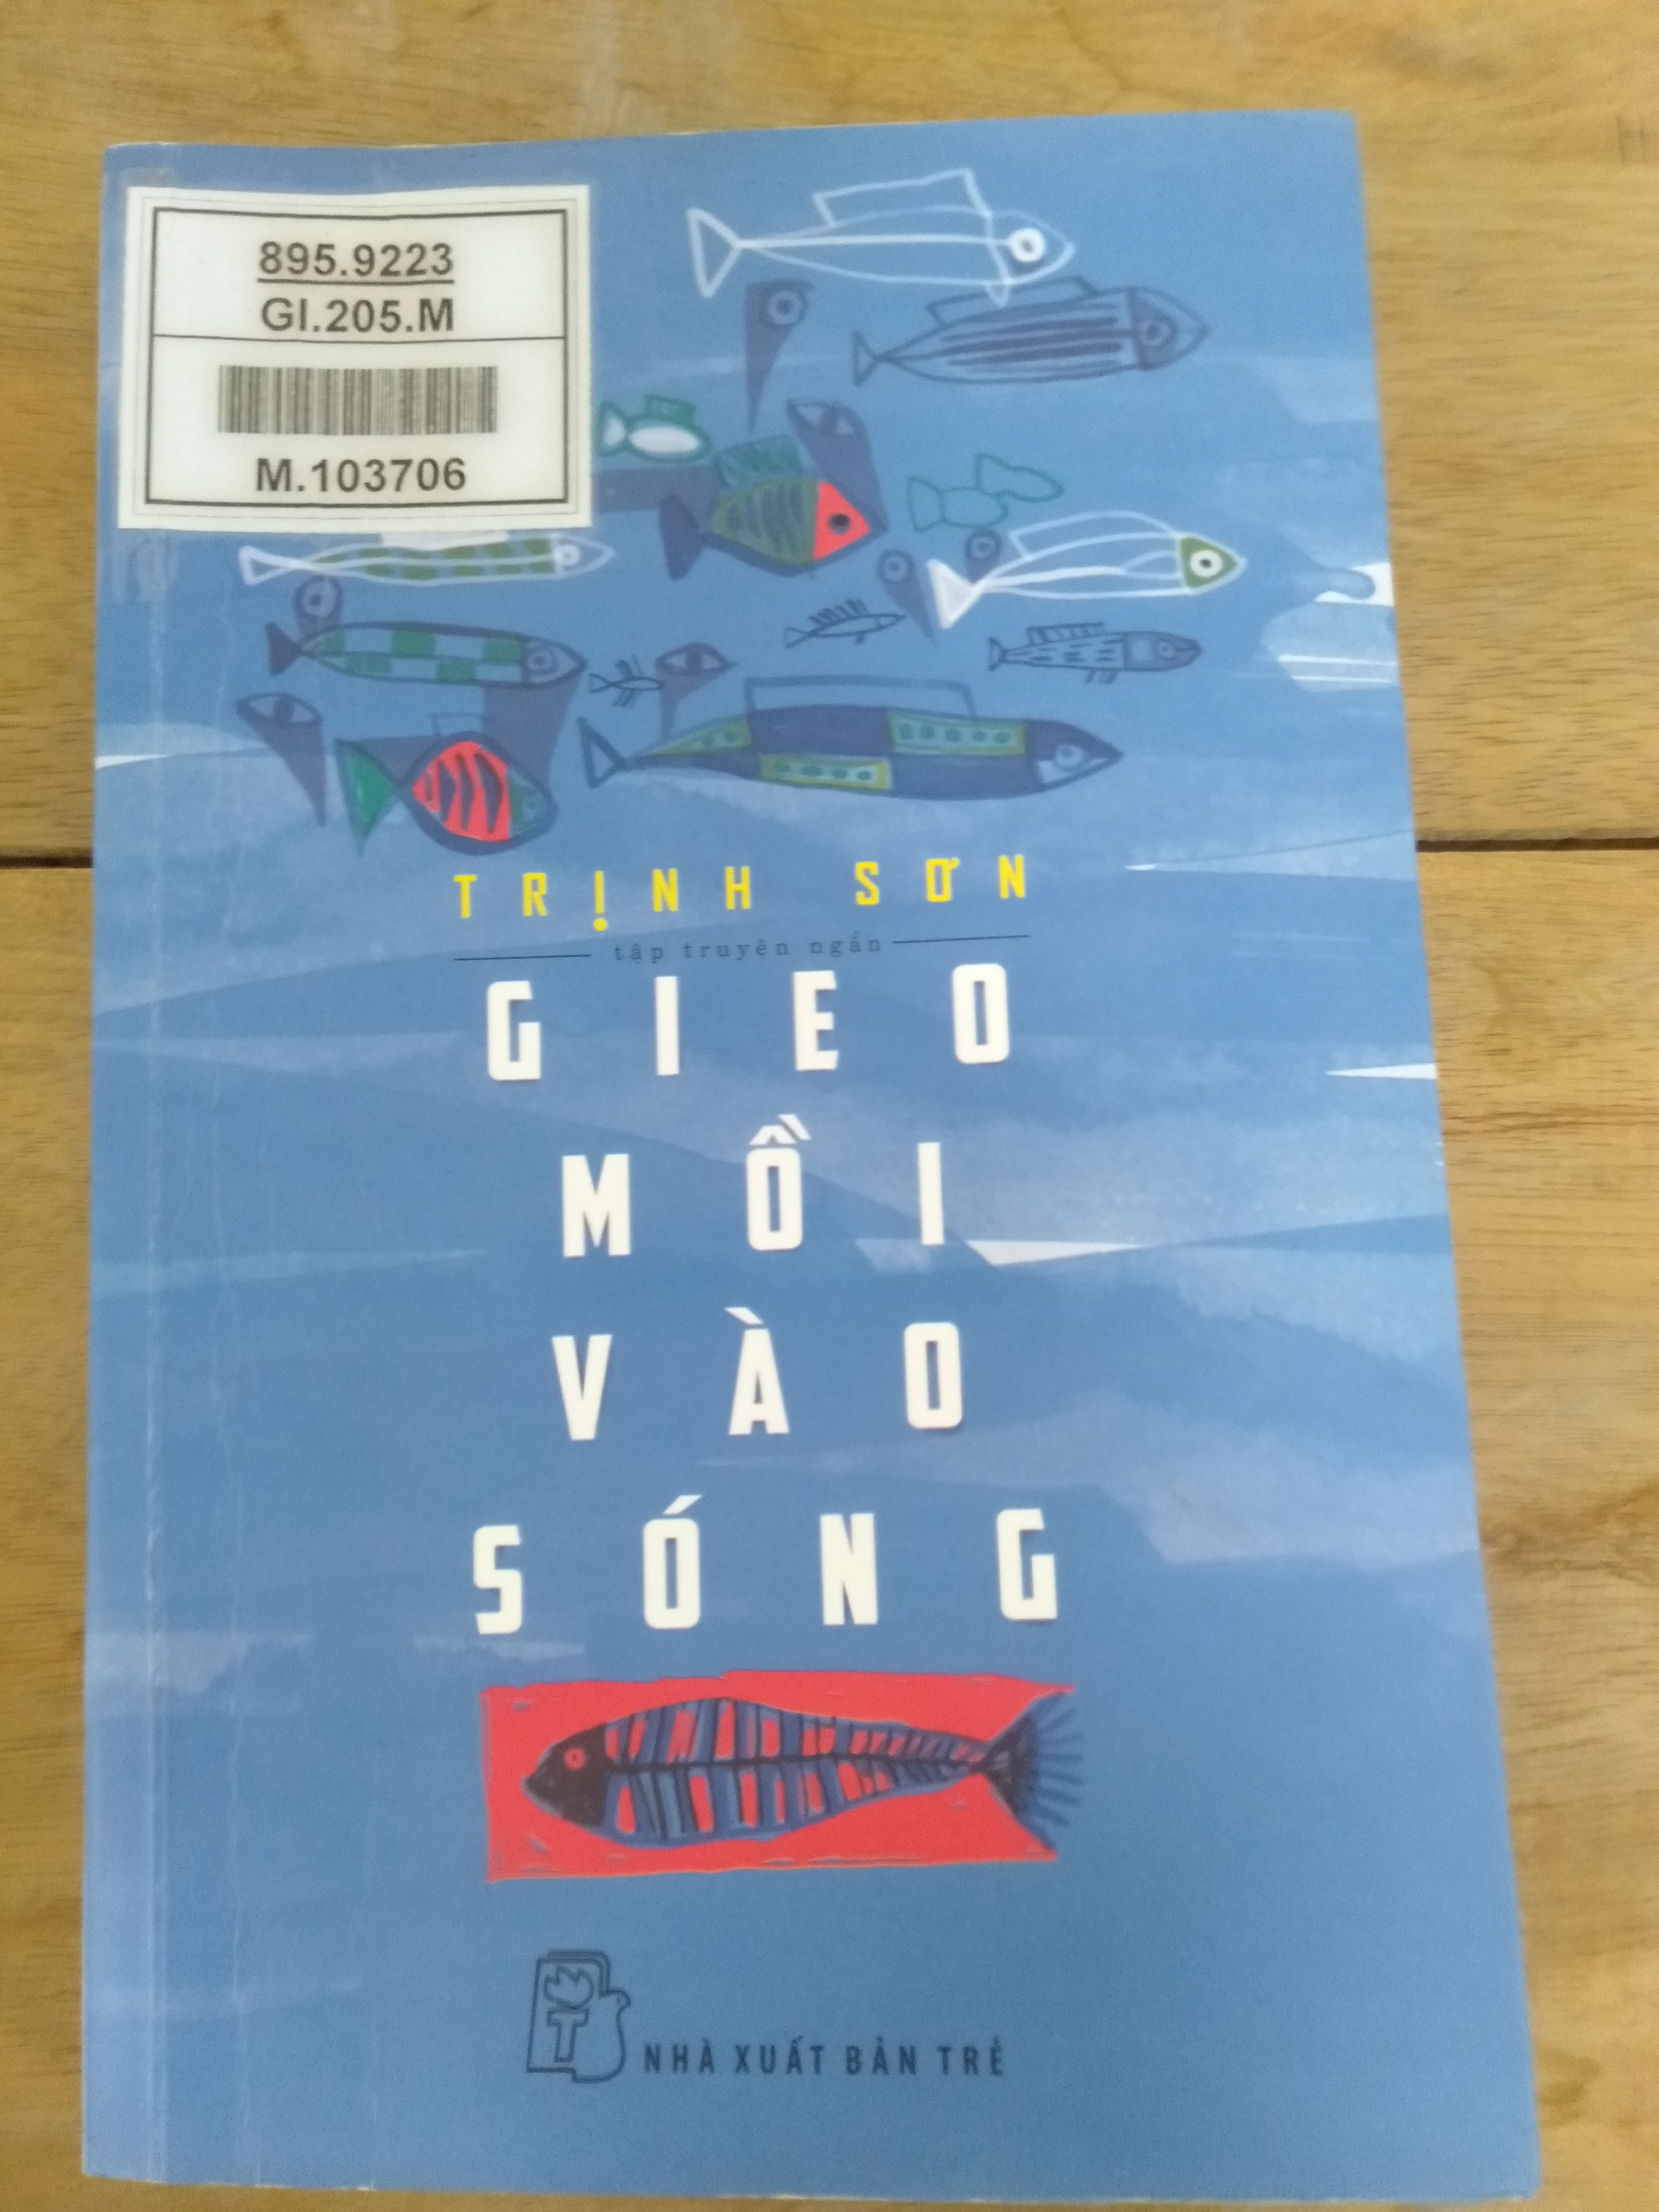 895.9223
GI.205.M
M.103706
TRỊNH SƠN
tập truyện ngắn
GIEO
MỒI
VÀO
SÓNG
T
NHÀ XUẤT BẢN TRẺ